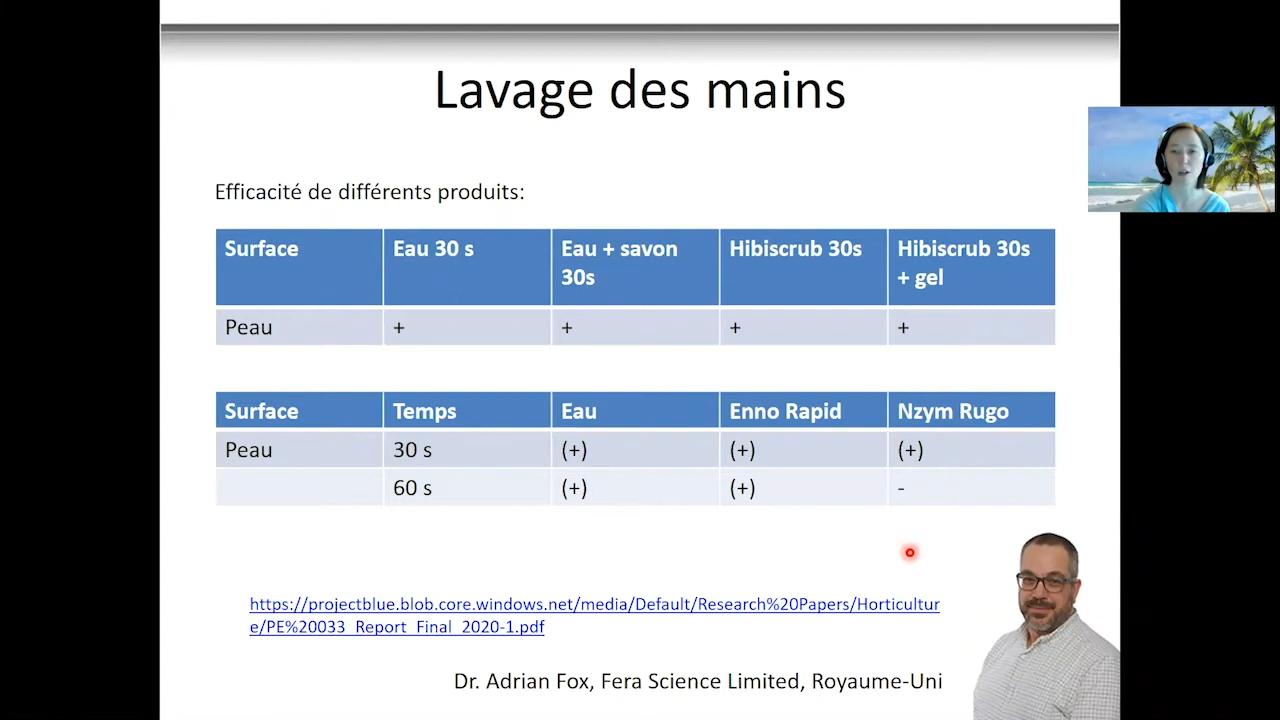 Lavage des mains
Efficacité de différents produits:
Surface Eau 30 s Eau + savon 30s Hibiscrub 30s Hibiscrub 30s + gel
Peau + + + +
Surface Temps Eau Enno Rapid Nzym Rugo
Peau 30 s (+) (+) (+)
60 s (+) (+) -
https://projectblue.blob.core.windows.net/media/Default/Research%20Papers/Horticultur
e/PE%20033_Report_Final_2020-1.pdf
Dr. Adrian Fox, Fera Science Limited, Royaume-Uni